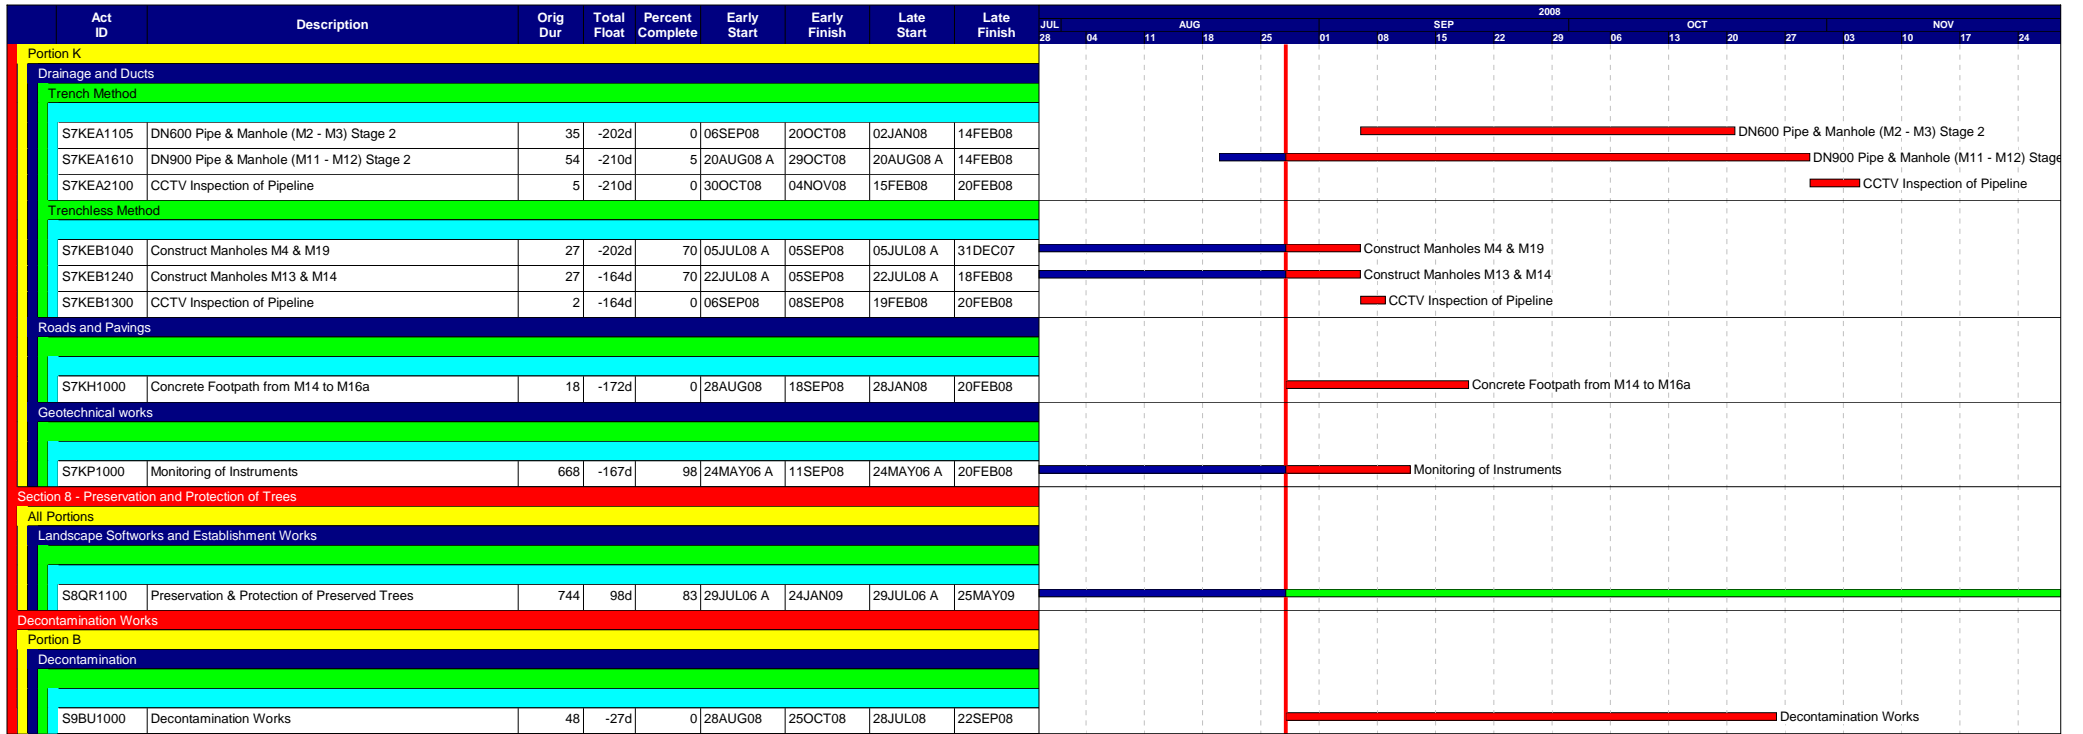 Act ID Description Orig Dur Total Float Percent Complete Early Start Early Finish Late Start Late Finish
2008
JUL AUG SEP OCT NOV
28 04 11 18 25 01 08 15 22 29 06 13 20 27 03 10 17 24
Portion K
Drainage and Ducts
Trench Method
S7KEA1105 DN600 Pipe & Manhole (M2 - M3) Stage 2 35 -202d 0 06SEP08 20OCT08 02JAN08 14FEB08 DN600 Pipe & Manhole (M2 - M3) Stage 2
S7KEA1610 DN900 Pipe & Manhole (M11 - M12) Stage 2 54 -210d 5 20AUG08 A 29OCT08 20AUG08 A 14FEB08 DN900 Pipe & Manhole (M11 - M12) Stage
S7KEA2100 CCTV Inspection of Pipeline 5 -210d 0 30OCT08 04NOV08 15FEB08 20FEB08 CCTV Inspection of Pipeline
Trenchless Method
S7KEB1040 Construct Manholes M4 & M19 27 -202d 70 05JUL08 A 05SEP08 05JUL08 A 31DEC07 Construct Manholes M4 & M19
S7KEB1240 Construct Manholes M13 & M14 27 -164d 70 22JUL08 A 05SEP08 22JUL08 A 18FEB08 Construct Manholes M13 & M14
S7KEB1300 CCTV Inspection of Pipeline 2 -164d 0 06SEP08 08SEP08 19FEB08 20FEB08 CCTV Inspection of Pipeline
Roads and Pavings
S7KH1000 Concrete Footpath from M14 to M16a 18 -172d 0 28AUG08 18SEP08 28JAN08 20FEB08 Concrete Footpath from M14 to M16a
Geotechnical works
S7KP1000 Monitoring of Instruments 668 -167d 98 24MAY06 A 11SEP08 24MAY06 A 20FEB08 Monitoring of Instruments
Section 8 - Preservation and Protection of Trees
All Portions
Landscape Softworks and Establishment Works
S8QR1100 Preservation & Protection of Preserved Trees 744 98d 83 29JUL06 A 24JAN09 29JUL06 A 25MAY09
Decontamination Works
Portion B
Decontamination
S9BU1000 Decontamination Works 48 -27d 0 28AUG08 25OCT08 28JUL08 22SEP08 Decontamination Works